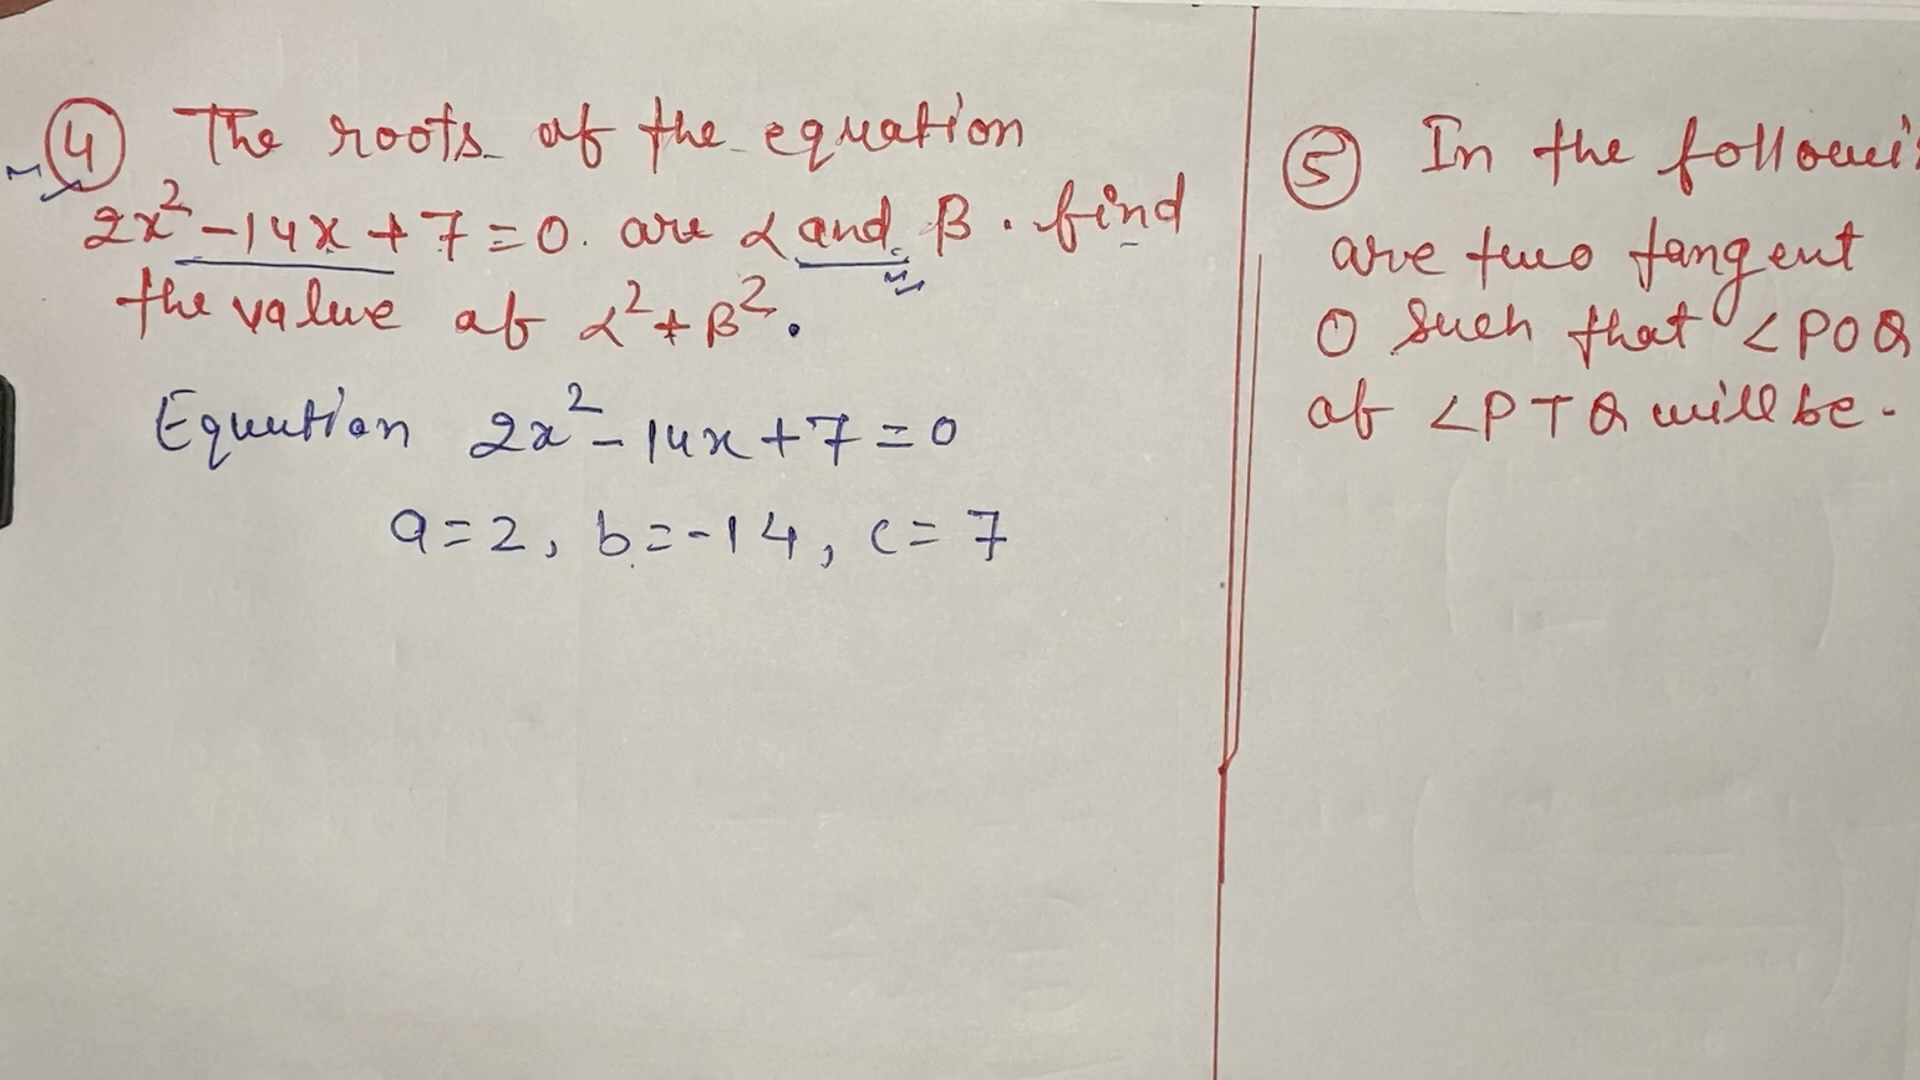 ④ The roots of the equation
2x² - 14x + 7 = 0. are α and β. find
the value of α² + β².
Equation 2x² - 14x + 7 = 0
a = 2, b = -14, c = 7
⑤ In the
are two tangent
O such that ∠POQ
of ∠PTQ will be.